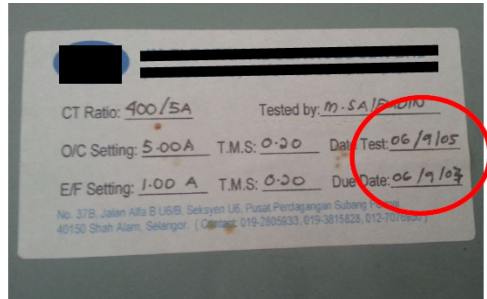 CT Ratio: 400/5A Tested by: M.SAIFUDIN
O/C Setting: 5.00A T.M.S: 0.20 Date Test: 06/9/05
E/F Setting: 1.00 A T.M.S: 0.20 Due Date: 06/9/07
No. 37B, Jalan Alfa B U6/B, Seksyen U6, Pusat Perdagangan Subang
40150 Shah Alam, Selangor. ( Contact: 019-2805933, 019-3815828,